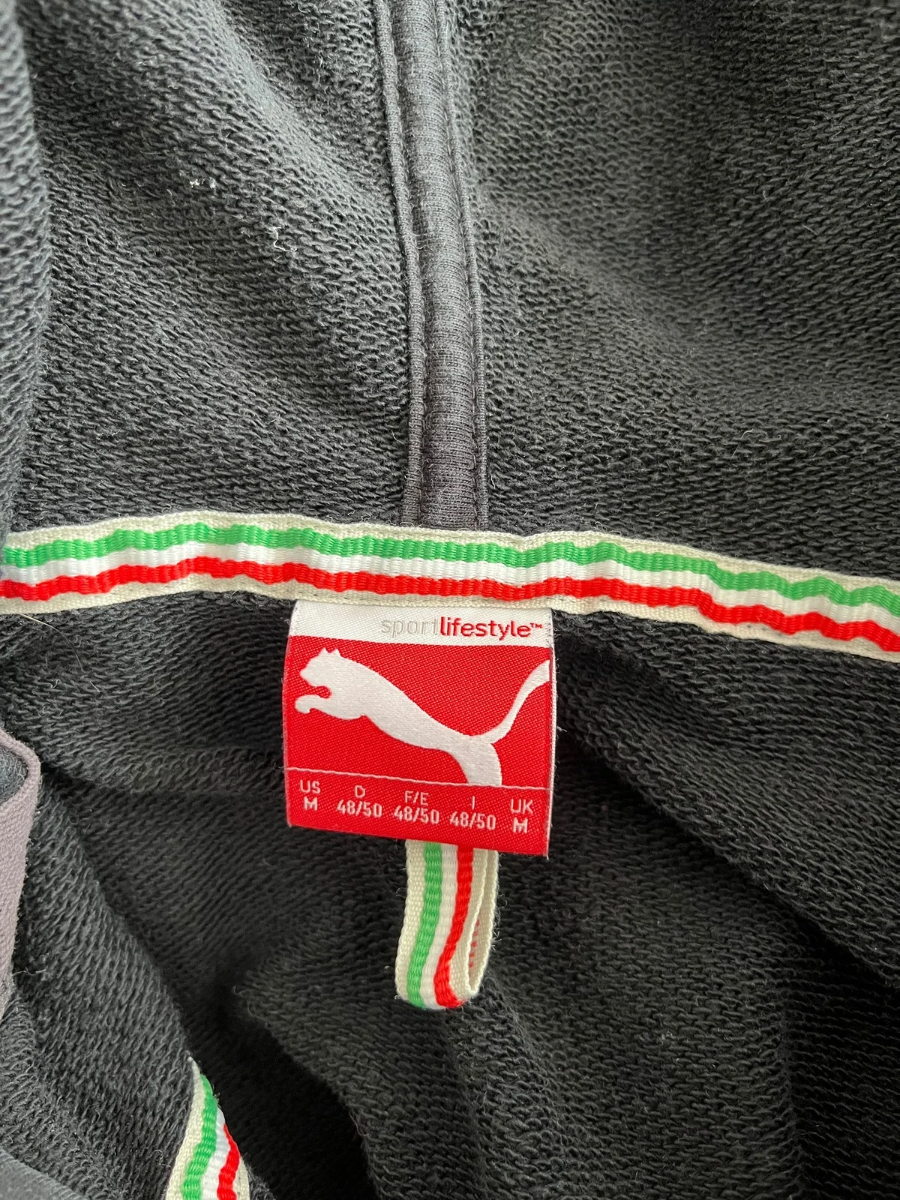 sportlifestyle™
US D F/E I UK
M 48/50 48/50 48/50 M